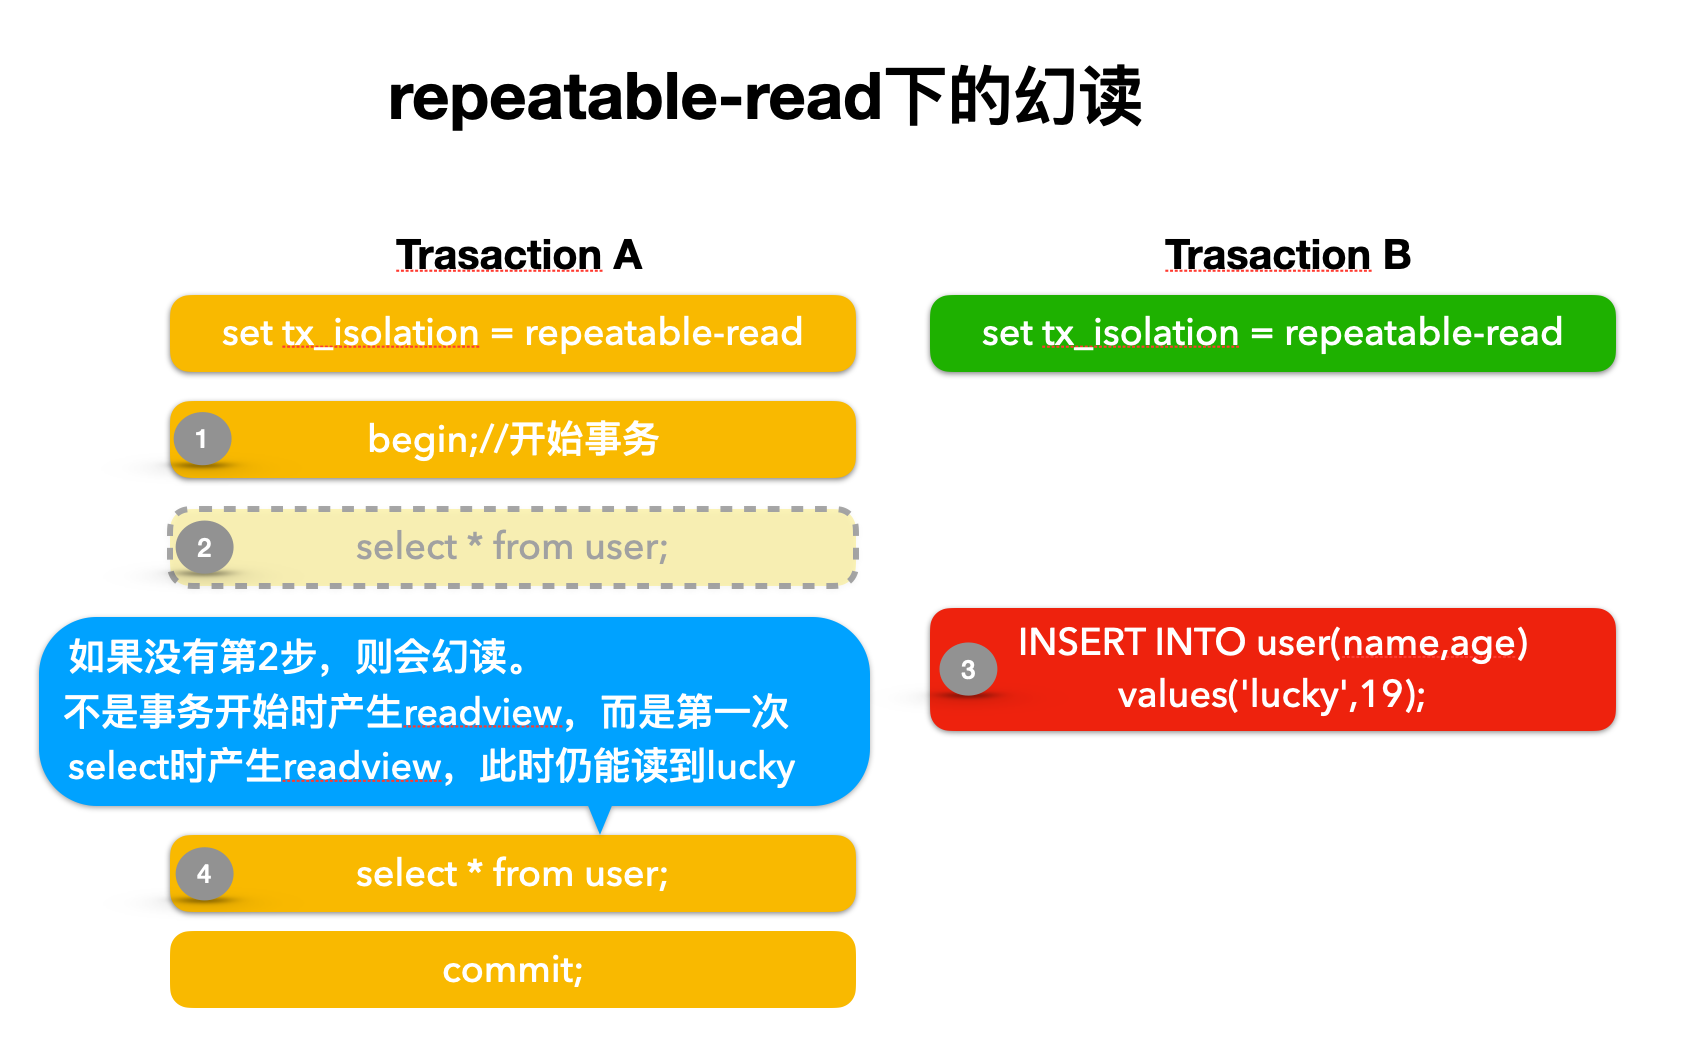 repeatable-read下的幻读
Trasaction A
Trasaction B
set tx_isolation = repeatable-read
set tx_isolation = repeatable-read
1
begin;//开始事务
2
select * from user;
如果没有第2步，则会幻读。
不是事务开始时产生readview，而是第一次
select时产生readview，此时仍能读到lucky
3
INSERT INTO user(name,age)
values('lucky',19);
4
select * from user;
commit;